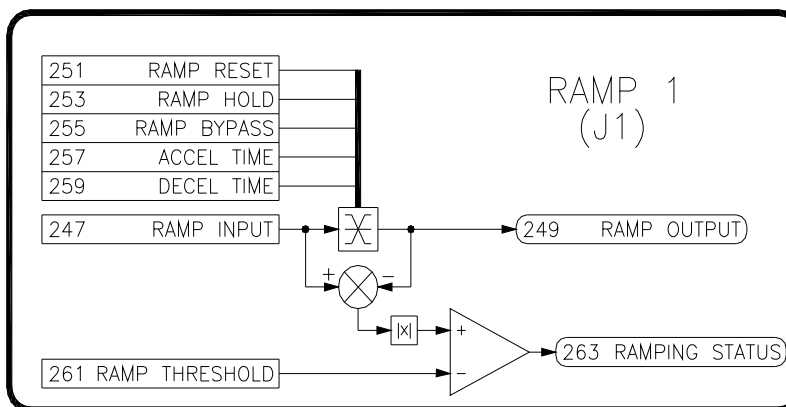 RAMP 1
(J1)
251 RAMP RESET
253 RAMP HOLD
255 RAMP BYPASS
257 ACCEL TIME
259 DECEL TIME
247 RAMP INPUT
249 RAMP OUTPUT
+ −
|x|
+
−
263 RAMPING STATUS
261 RAMP THRESHOLD